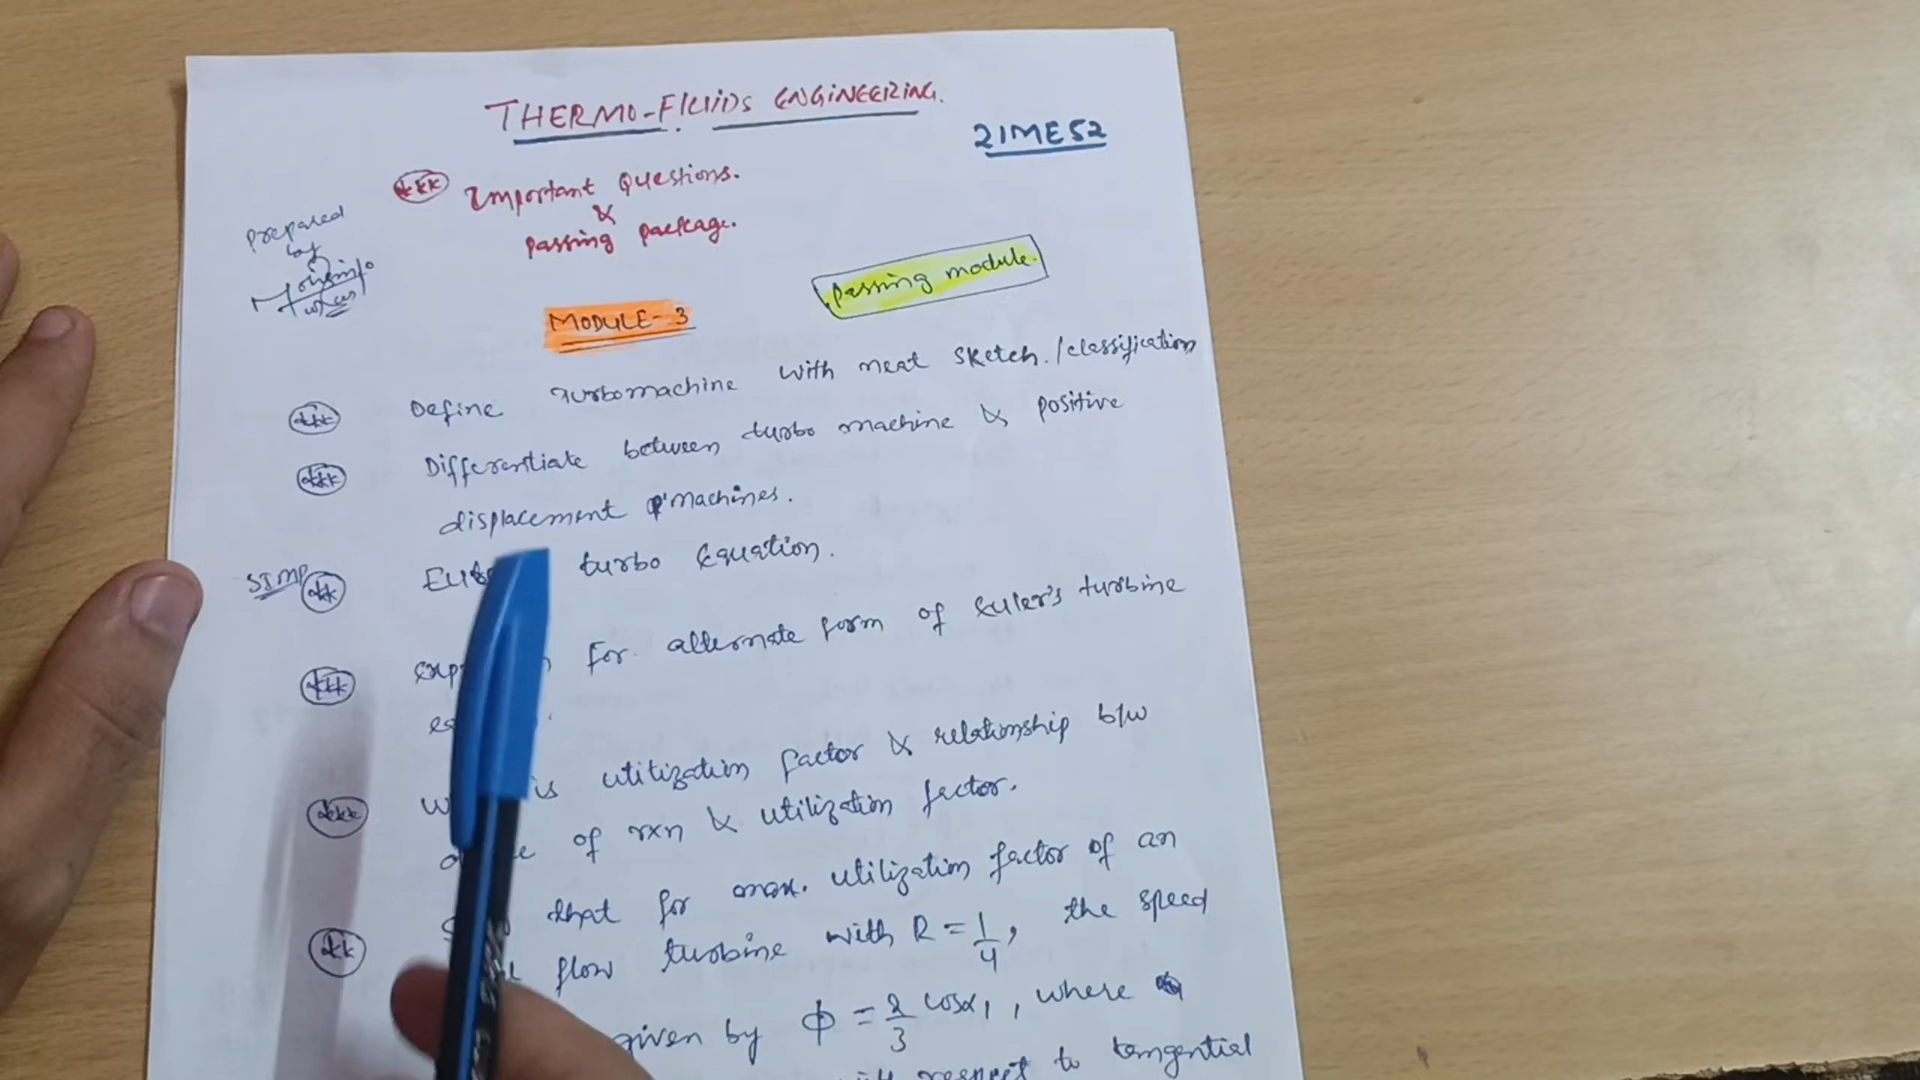 THERMO-FLUIDS ENGINEERING.
21ME52
*** Important Questions.
&
passing package.
prepared
by
passing module.
MODULE-3
*** Define turbomachine with neat sketch./classification
*** Differentiate between turbo machine & positive
displacement machines.
SIMP ** turbo Equation.
*** for alternate form of Euler's turbine
*** is utilization factor & relationship b/w
of rxn & utilization factor.
** that for max. utilization factor of an
flow turbine with R = 1/4, the speed
given by ϕ = 2/3 cosα1, where
respect to tangential